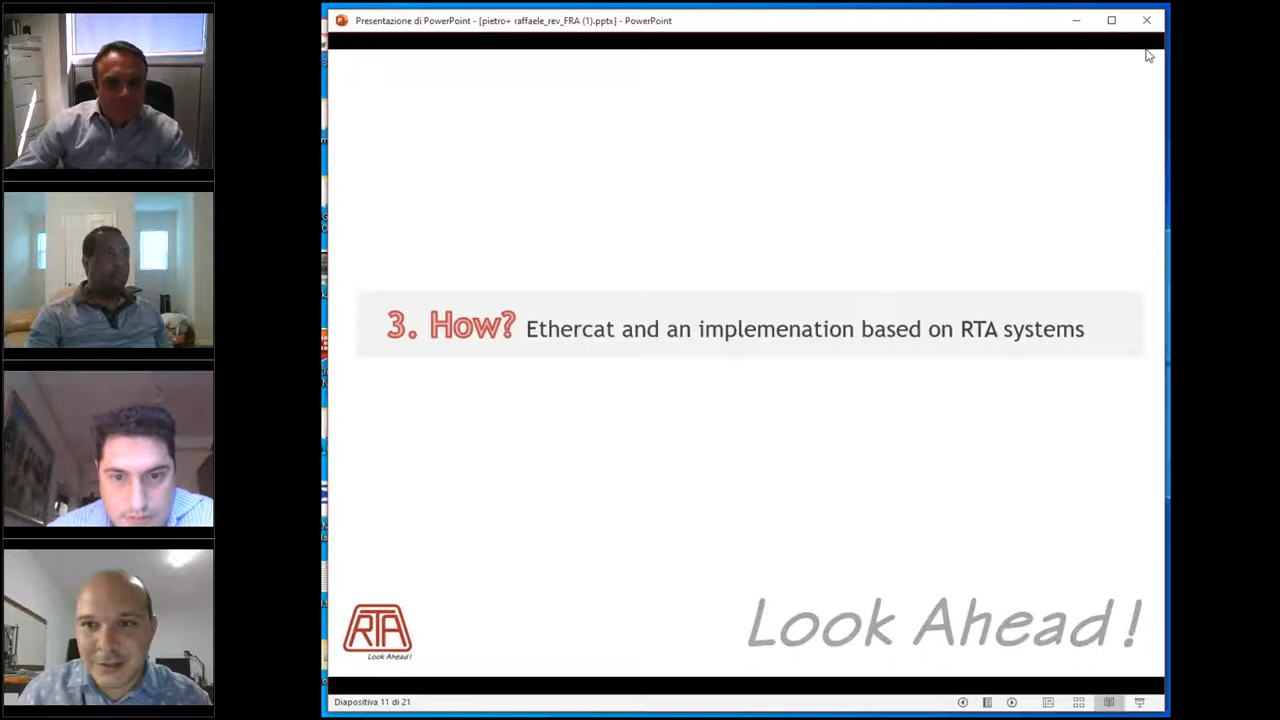 Presentazione di PowerPoint - [pietro+ raffaele_rev_FRA (1).pptx] - PowerPoint
3. How? Ethercat and an implemenation based on RTA systems
RTA
Look Ahead!
Look Ahead!
Diapositiva 11 di 21